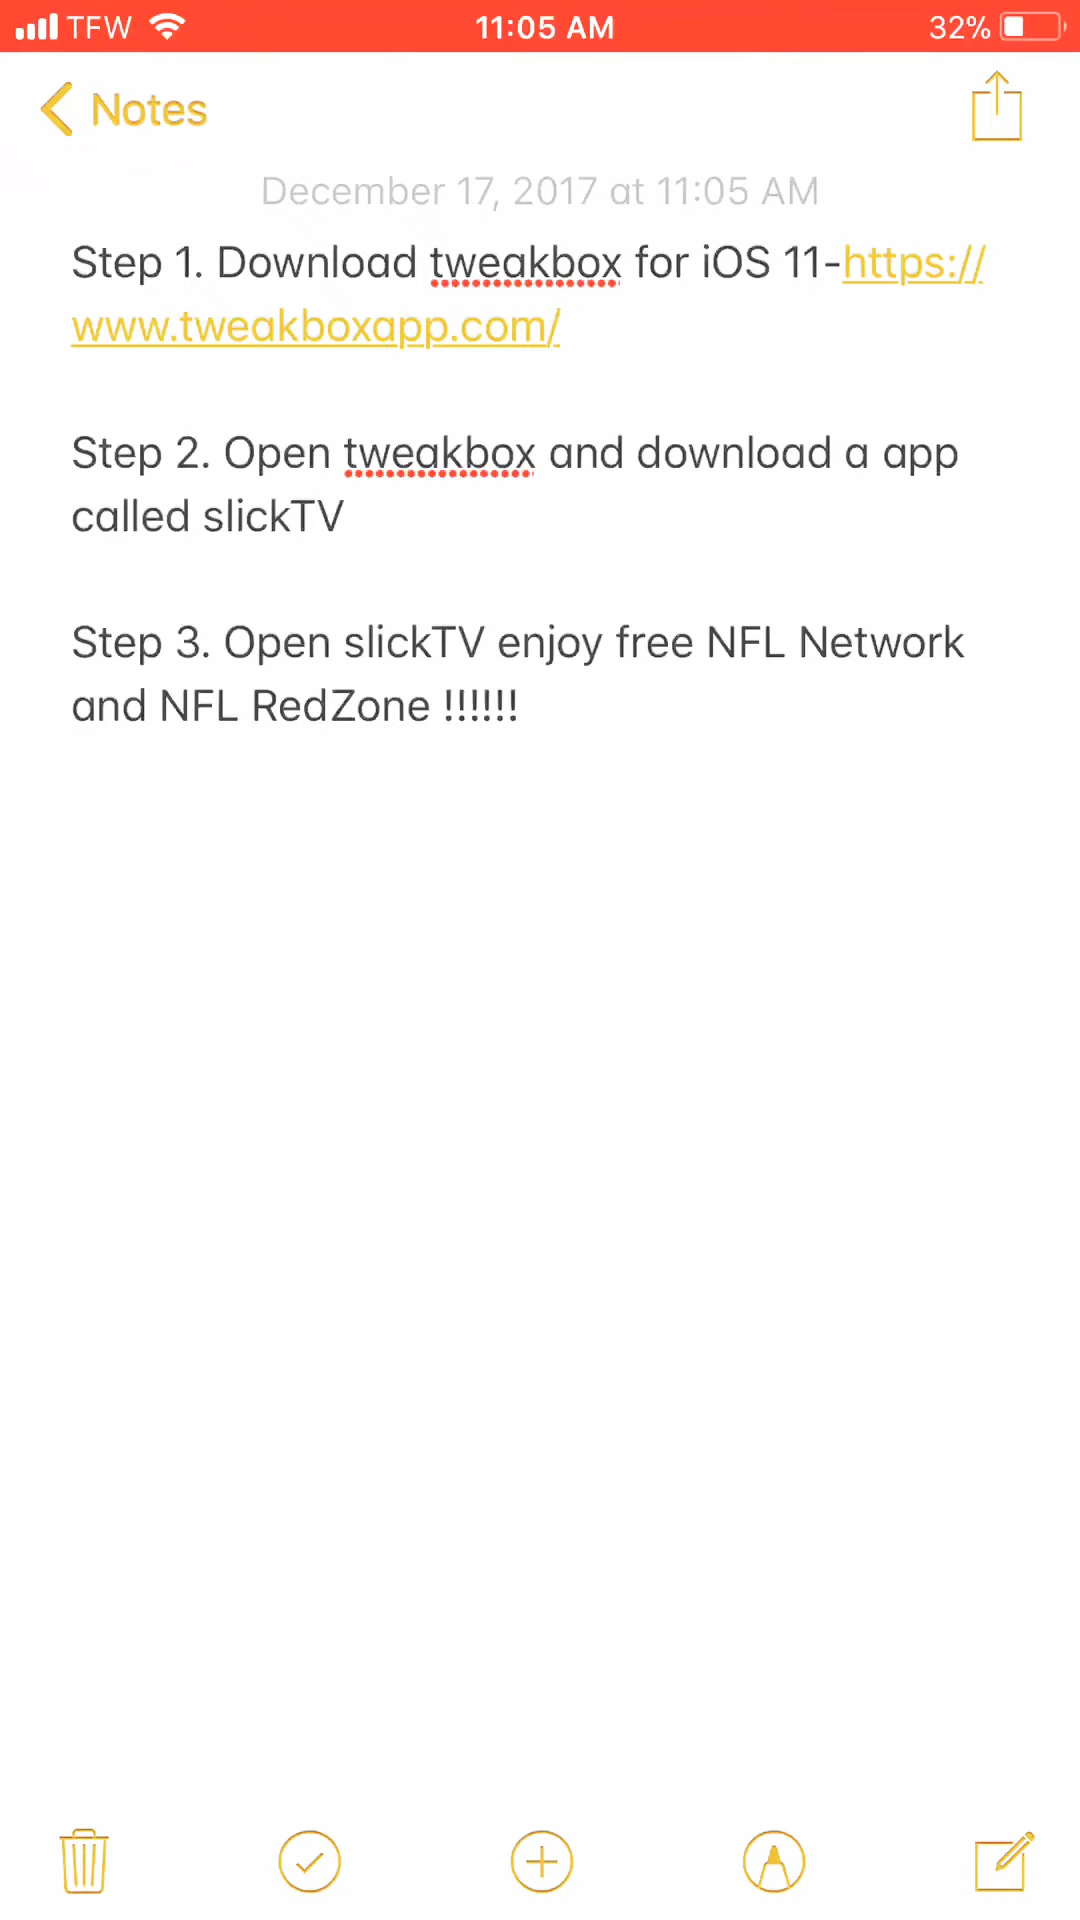 TFW 11:05 AM 32%
Notes
December 17, 2017 at 11:05 AM
Step 1. Download tweakbox for iOS 11-https://
www.tweakboxapp.com/
Step 2. Open tweakbox and download a app
called slickTV
Step 3. Open slickTV enjoy free NFL Network
and NFL RedZone !!!!!!